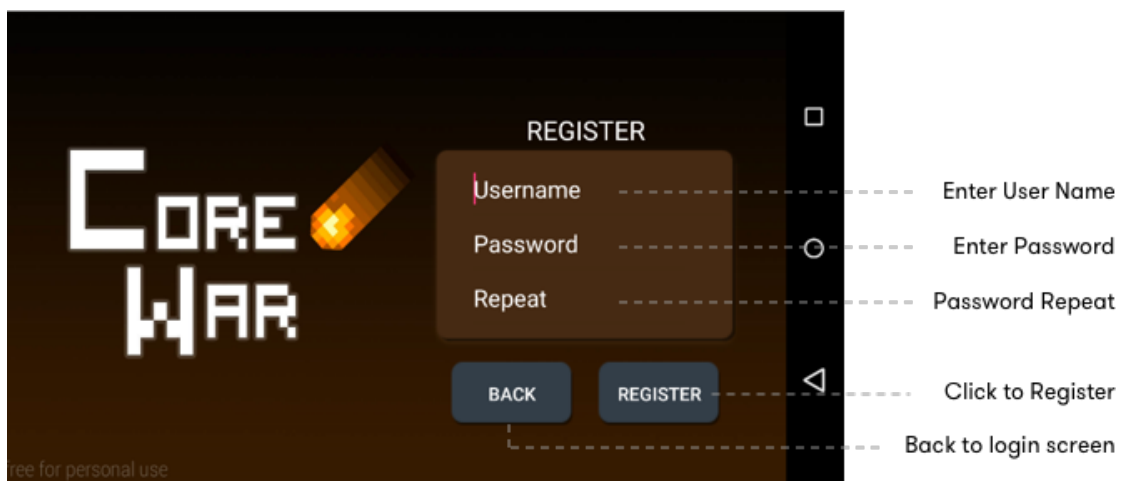 CORE
WAR
REGISTER
Username
Password
Repeat
BACK
REGISTER
free for personal use
Enter User Name
Enter Password
Password Repeat
Click to Register
Back to login screen